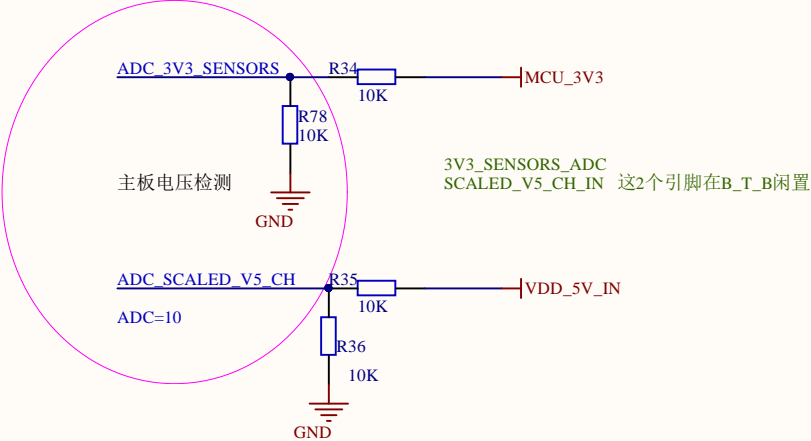 ADC_3V3_SENSORS
R34
10K
MCU_3V3
R78
10K
主板电压检测
GND
3V3_SENSORS_ADC
SCALED_V5_CH_IN 这2个引脚在B_T_B闲置
ADC_SCALED_V5_CH
R35
10K
VDD_5V_IN
ADC=10
R36
10K
GND